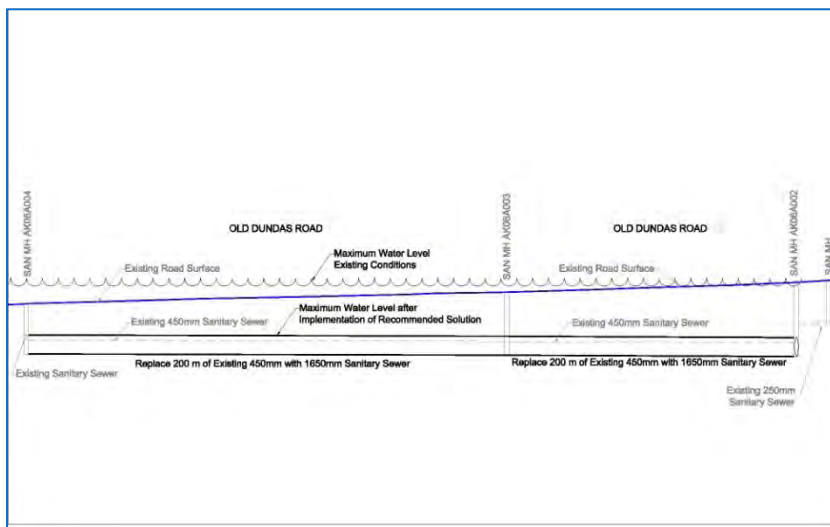 SAN MH AK06A004
OLD DUNDAS ROAD
SAN MH AK06A003
OLD DUNDAS ROAD
SAN MH AK06A002
SAN MH
Maximum Water Level
Existing Conditions
Existing Road Surface
Existing Road Surface
Maximum Water Level after
Implementation of Recommended Solution
Existing 450mm Sanitary Sewer
Existing 450mm Sanitary Sewer
Replace 200 m of Existing 450mm with 1650mm Sanitary Sewer
Replace 200 m of Existing 450mm with 1650mm Sanitary Sewer
Existing Sanitary Sewer
Existing 250mm
Sanitary Sewer